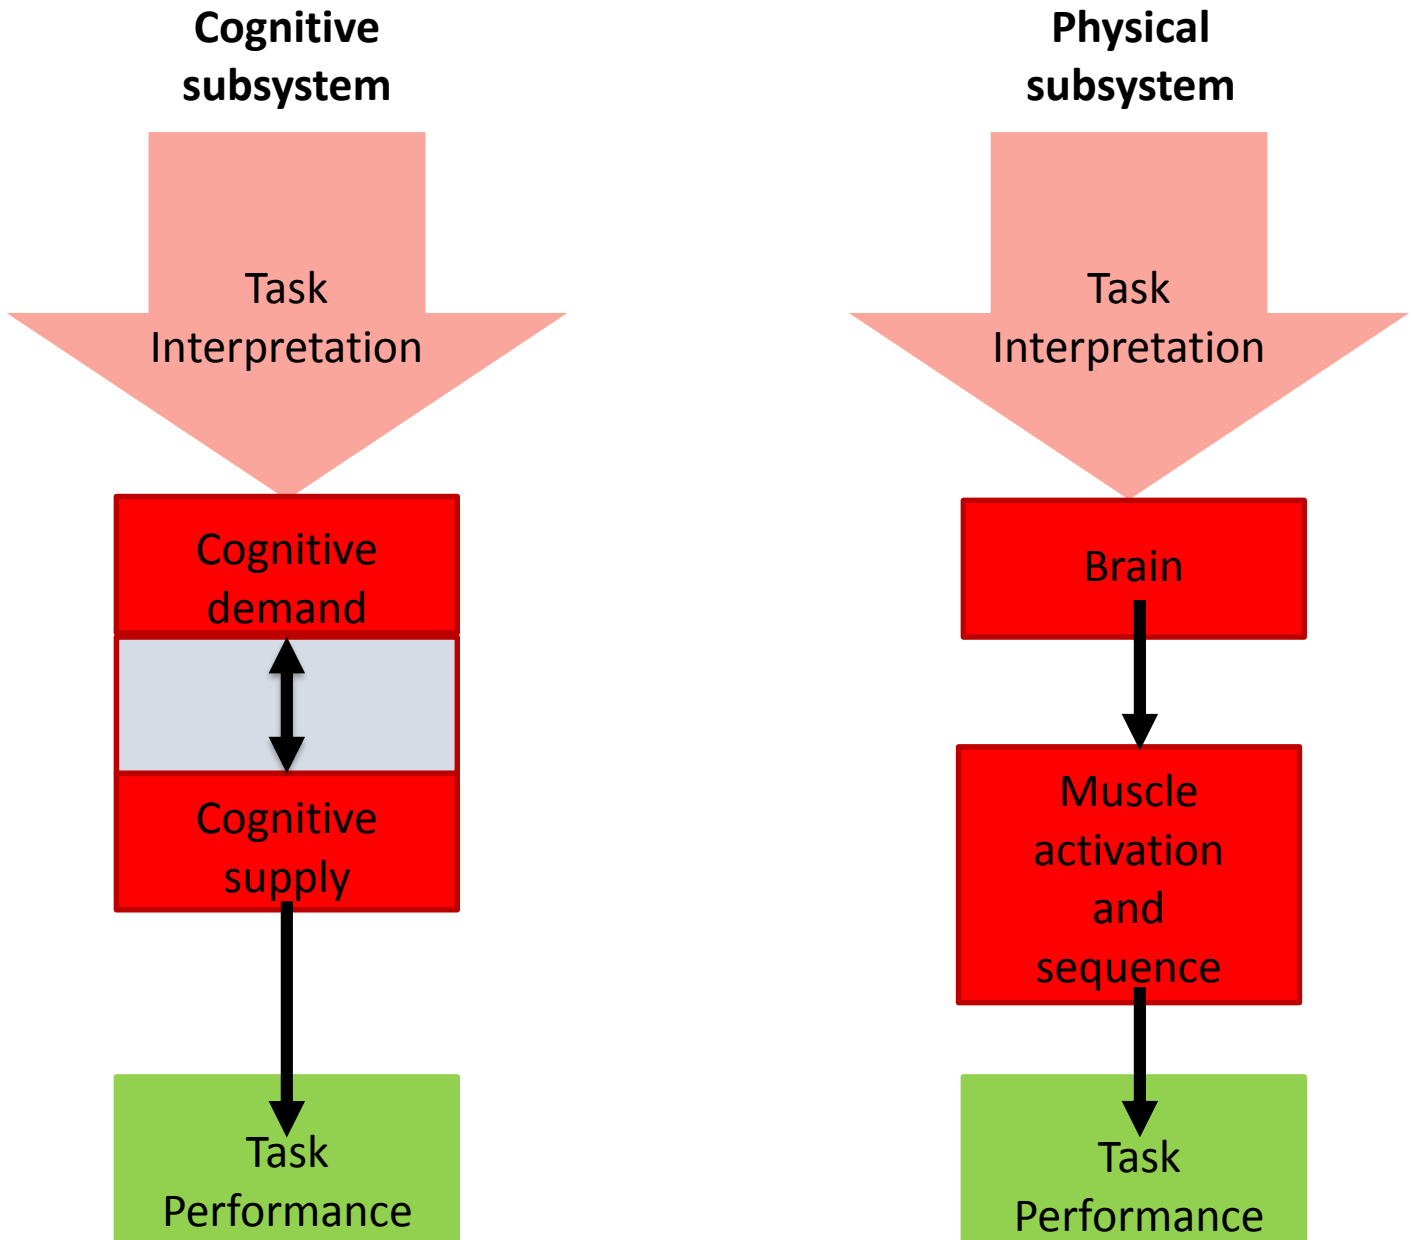 Cognitive
subsystem
Task
Interpretation
Cognitive
demand
Cognitive
supply
Task
Performance
Physical
subsystem
Task
Interpretation
Brain
Muscle
activation
and
sequence
Task
Performance